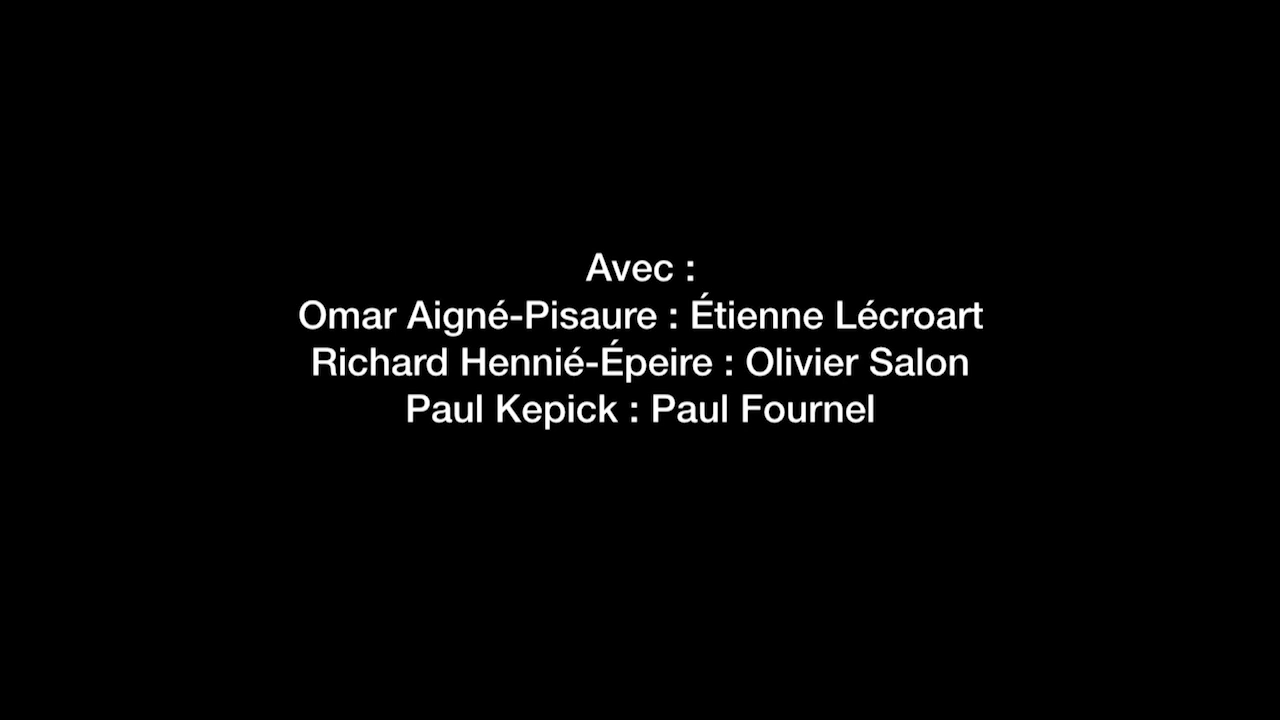 Avec :
Omar Aigné-Pisaure : Étienne Lécroart
Richard Hennié-Épeire : Olivier Salon
Paul Kepick : Paul Fournel